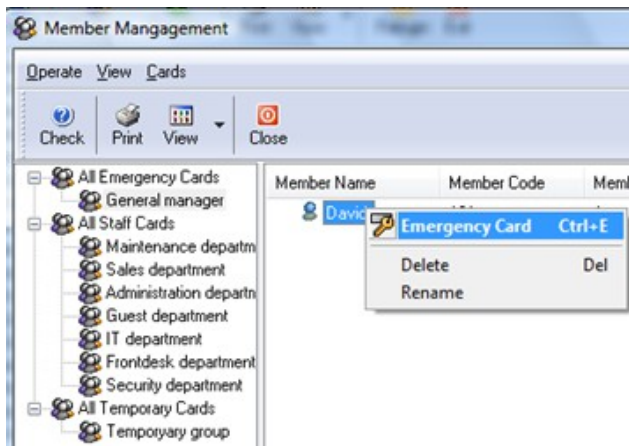 Member Mangagement
Operate View Cards
Check Print View Close
All Emergency Cards
General manager
All Staff Cards
Maintenance departm
Sales department
Administration departn
Guest department
IT department
Frontdesk department
Security department
All Temporary Cards
Temporyary group
Member Name Member Code Meml
David
Emergency Card Ctrl+E
Delete Del
Rename